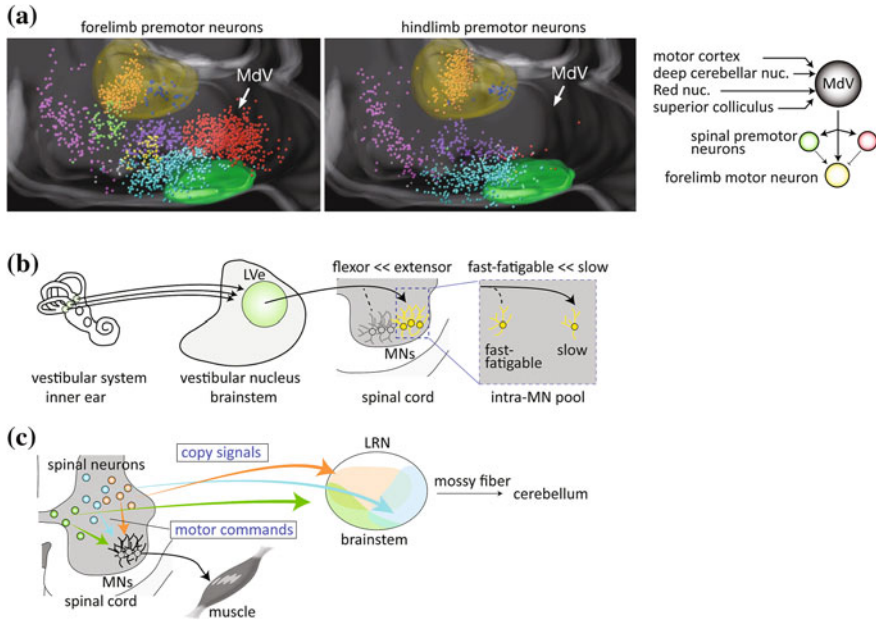 (a)
forelimb premotor neurons
hindlimb premotor neurons
MdV
MdV
motor cortex
deep cerebellar nuc.
Red nuc.
superior colliculus
MdV
spinal premotor
neurons
forelimb motor neuron
(b)
LVe
flexor << extensor
fast-fatigable << slow
MNs
fast-
fatigable
slow
vestibular system
inner ear
vestibular nucleus
brainstem
spinal cord
intra-MN pool
(c)
spinal neurons
copy signals
LRN
mossy fiber
cerebellum
motor commands
brainstem
MNs
spinal cord
muscle